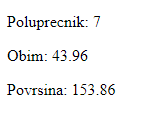 Poluprecnik: 7
Obim: 43.96
Povrsina: 153.86